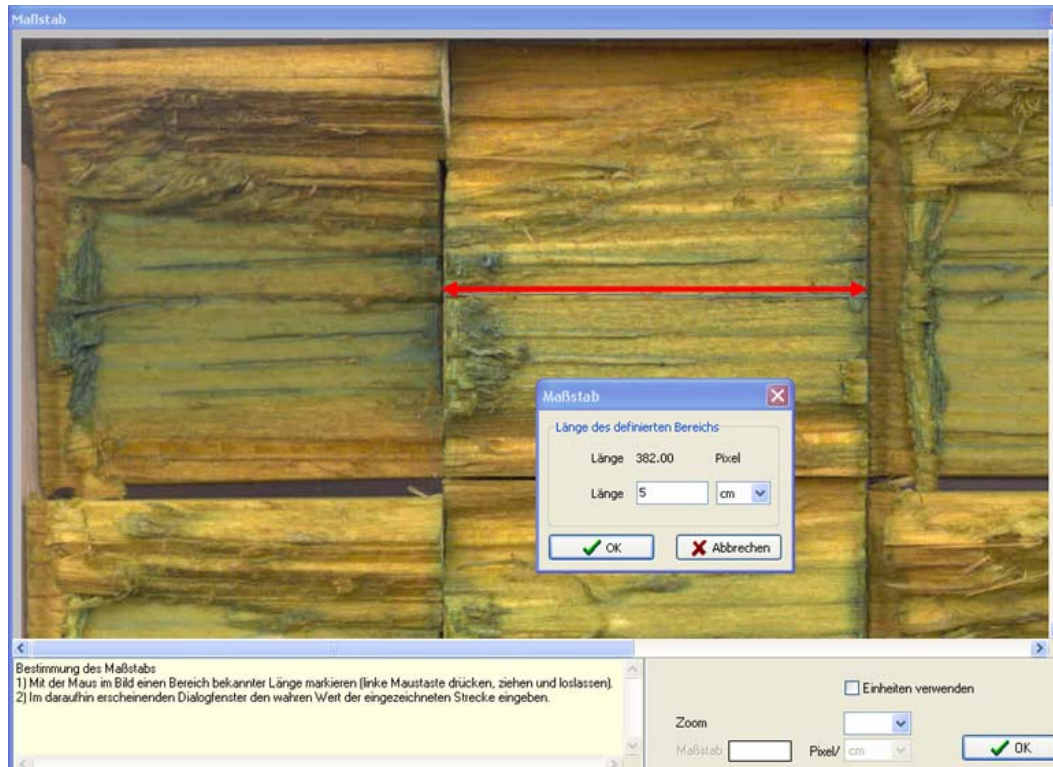 Maßstab
Maßstab
Länge des definierten Bereichs
Länge 382.00 Pixel
Länge 5 cm
OK Abbrechen
Bestimmung des Maßstabs
1) Mit der Maus im Bild einen Bereich bekannter Länge markieren (linke Maustaste drücken, ziehen und loslassen).
2) Im daraufhin erscheinenden Dialogfenster den wahren Wert der eingezeichneten Strecke eingeben.
Einheiten verwenden
Zoom
Maßstab Pixel/ cm OK